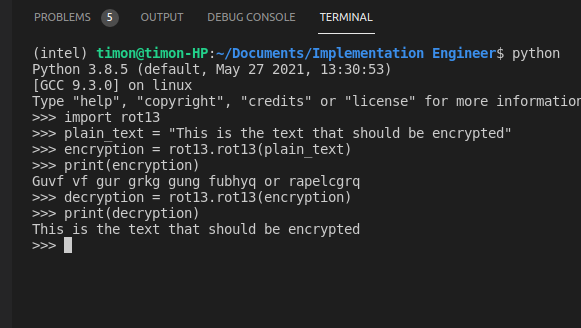 PROBLEMS 5 OUTPUT DEBUG CONSOLE TERMINAL
(intel) timon@timon-HP:~/Documents/Implementation Engineer$ python
Python 3.8.5 (default, May 27 2021, 13:30:53)
[GCC 9.3.0] on linux
Type "help", "copyright", "credits" or "license" for more information
>>> import rot13
>>> plain_text = "This is the text that should be encrypted"
>>> encryption = rot13.rot13(plain_text)
>>> print(encryption)
Guvf vf gur grkg gung fubhyq or rapelcgrq
>>> decryption = rot13.rot13(encryption)
>>> print(decryption)
This is the text that should be encrypted
>>>